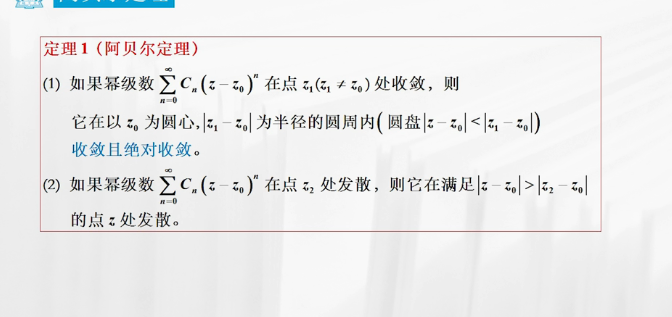 定理1（阿贝尔定理）
(1) 如果幂级数 $\sum_{n=0}^{\infty} C_n(z-z_0)^n$ 在点 $z_1(z_1 \neq z_0)$ 处收敛，则
它在以 $z_0$ 为圆心, $|z_1-z_0|$ 为半径的圆周内( 圆盘$|z-z_0|<|z_1-z_0|$)
收敛且绝对收敛。
(2) 如果幂级数 $\sum_{n=0}^{\infty} C_n(z-z_0)^n$ 在点 $z_2$ 处发散，则它在满足$|z-z_0|>|z_2-z_0|$
的点 $z$ 处发散。